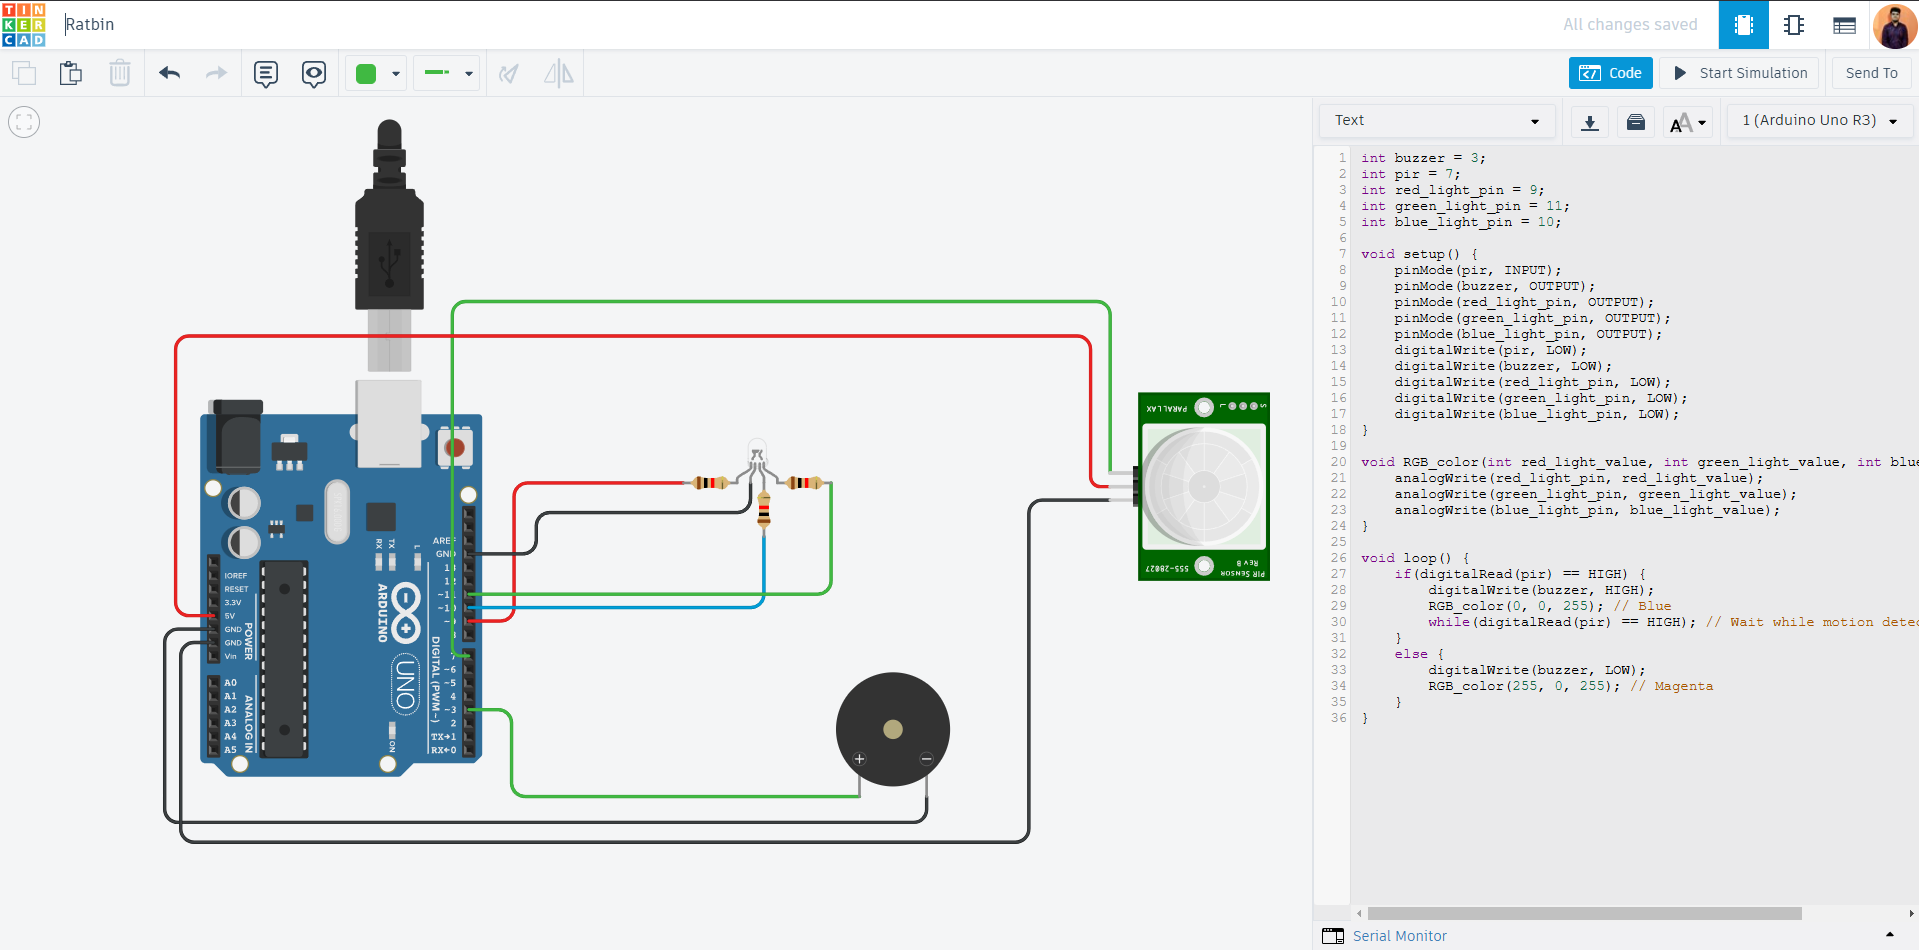 TIN
KER
CAD
Ratbin
All changes saved
Code
Start Simulation
Send To
Text
1 (Arduino Uno R3)
1 int buzzer = 3;
2 int pir = 7;
3 int red_light_pin = 9;
4 int green_light_pin = 11;
5 int blue_light_pin = 10;
6
7 void setup() {
8 pinMode(pir, INPUT);
9 pinMode(buzzer, OUTPUT);
10 pinMode(red_light_pin, OUTPUT);
11 pinMode(green_light_pin, OUTPUT);
12 pinMode(blue_light_pin, OUTPUT);
13 digitalWrite(pir, LOW);
14 digitalWrite(buzzer, LOW);
15 digitalWrite(red_light_pin, LOW);
16 digitalWrite(green_light_pin, LOW);
17 digitalWrite(blue_light_pin, LOW);
18 }
19
20 void RGB_color(int red_light_value, int green_light_value, int blue
21 analogWrite(red_light_pin, red_light_value);
22 analogWrite(green_light_pin, green_light_value);
23 analogWrite(blue_light_pin, blue_light_value);
24 }
25
26 void loop() {
27 if(digitalRead(pir) == HIGH) {
28 digitalWrite(buzzer, HIGH);
29 RGB_color(0, 0, 255); // Blue
30 while(digitalRead(pir) == HIGH); // Wait while motion detec
31 }
32 else {
33 digitalWrite(buzzer, LOW);
34 RGB_color(255, 0, 255); // Magenta
35 }
36 }
Serial Monitor
AREF
GND
13
12
~11
~10
~9
8
7
~6
~5
4
~3
2
TX→1
RX←0
DIGITAL (PWM~)
RX
TX
L
ARDUINO
UNO
ON
IOREF
RESET
3.3V
5V
GND
GND
Vin
POWER
A0
A1
A2
A3
A4
A5
ANALOG IN
PARALLAX
L
S
555-28027
REV B
PIR SENSOR